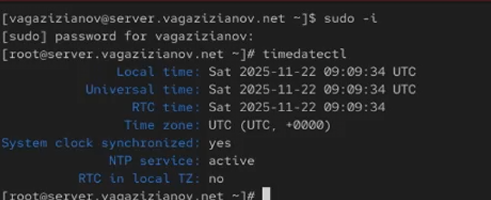 [vagazizianov@server.vagazizianov.net ~]$ sudo -i
[sudo] password for vagazizianov:
[root@server.vagazizianov.net ~]# timedatectl
Local time: Sat 2025-11-22 09:09:34 UTC
Universal time: Sat 2025-11-22 09:09:34 UTC
RTC time: Sat 2025-11-22 09:09:34
Time zone: UTC (UTC, +0000)
System clock synchronized: yes
NTP service: active
RTC in local TZ: no
[root@server.vagazizianov.net ~]#